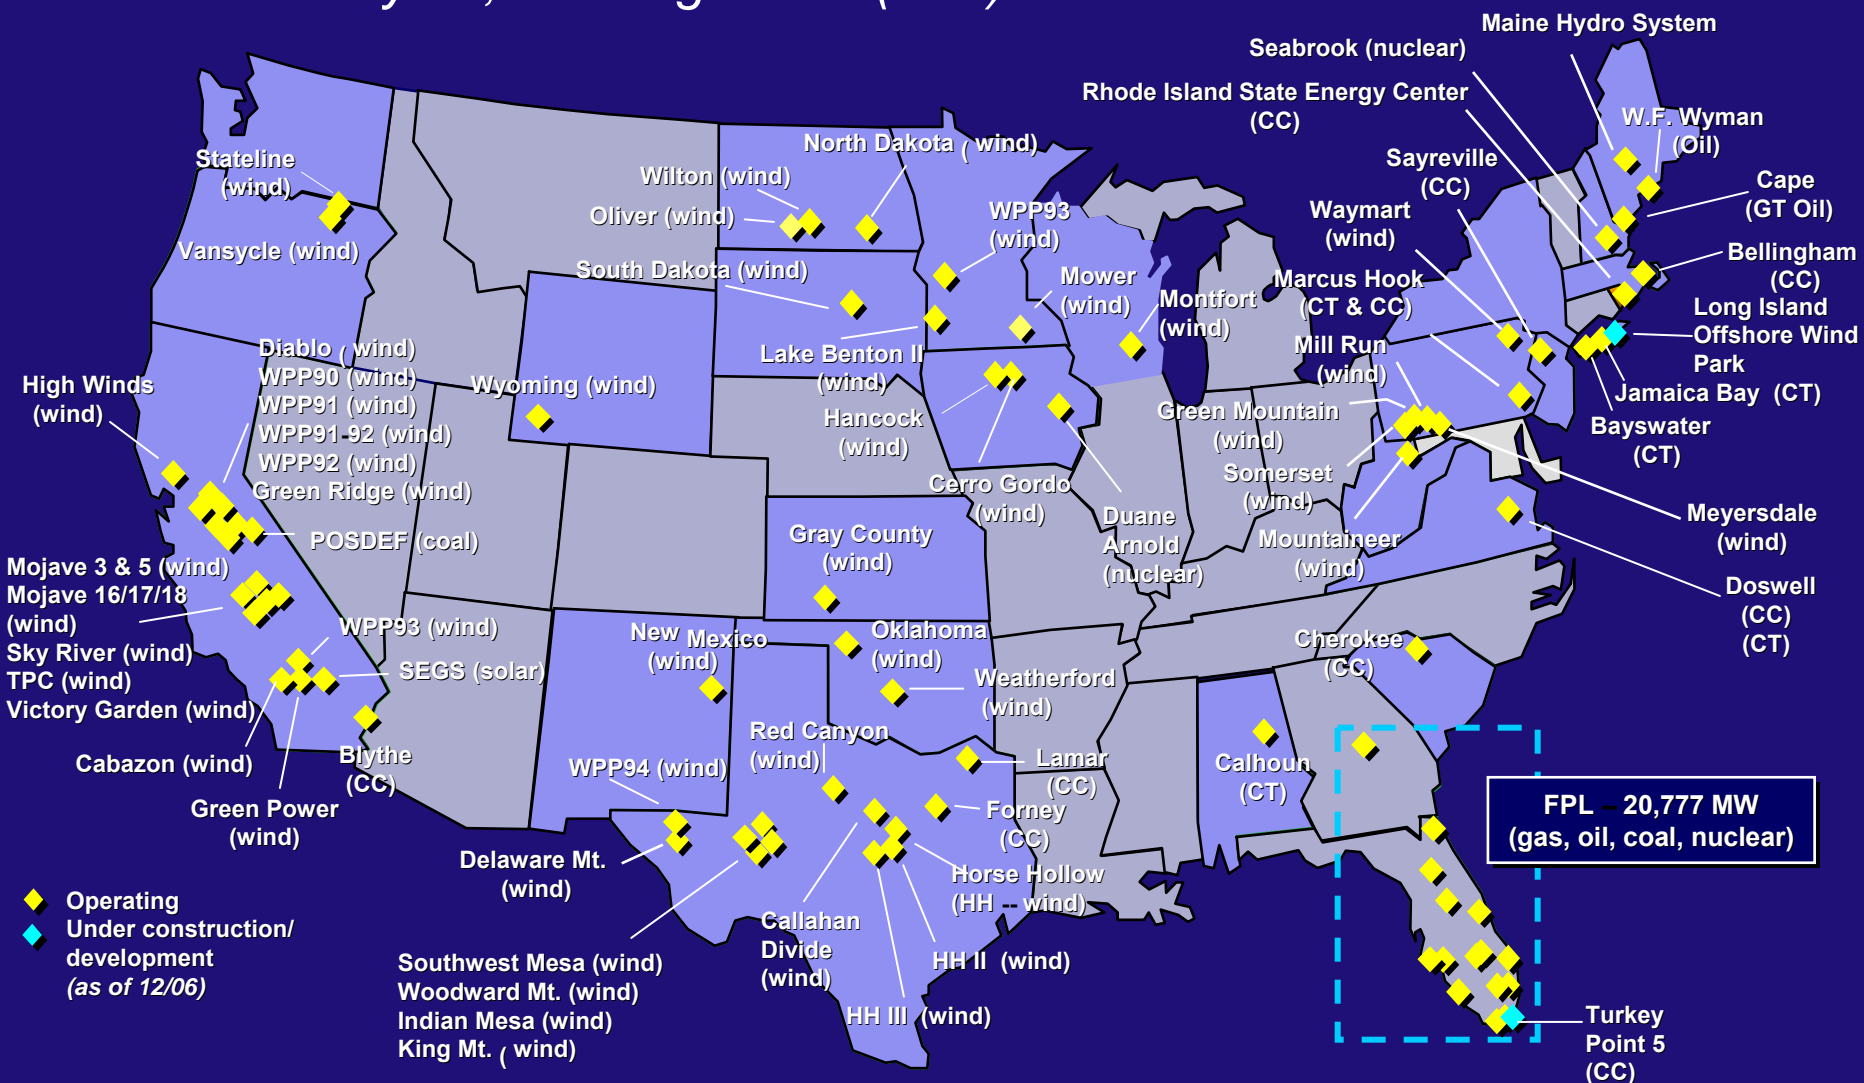 Maine Hydro System
Seabrook (nuclear)
Rhode Island State Energy Center
(CC)
W.F. Wyman
(Oil)
Sayreville
(CC)
Cape
(GT Oil)
Waymart
(wind)
Bellingham
(CC)
Marcus Hook
(CT & CC)
Long Island
Offshore Wind
Park
Mill Run
(wind)
Jamaica Bay (CT)
Bayswater
(CT)
Green Mountain
(wind)
Somerset
(wind)
Meyersdale
(wind)
Mountaineer
(wind)
Doswell
(CC)
(CT)
Stateline
(wind)
Vansycle (wind)
North Dakota ( wind)
Wilton (wind)
Oliver (wind)
WPP93
(wind)
South Dakota (wind)
Mower
(wind)
Montfort
(wind)
Lake Benton II
(wind)
Wyoming (wind)
Hancock
(wind)
Cerro Gordo
(wind)
Duane
Arnold
(nuclear)
High Winds
(wind)
Diablo ( wind)
WPP90 (wind)
WPP91 (wind)
WPP91-92 (wind)
WPP92 (wind)
Green Ridge (wind)
POSDEF (coal)
Mojave 3 & 5 (wind)
Mojave 16/17/18
(wind)
Sky River (wind)
TPC (wind)
Victory Garden (wind)
WPP93 (wind)
SEGS (solar)
Cabazon (wind)
Green Power
(wind)
Blythe
(CC)
Gray County
(wind)
New Mexico
(wind)
Oklahoma
(wind)
Weatherford
(wind)
Red Canyon
(wind)
WPP94 (wind)
Lamar
(CC)
Forney
(CC)
Delaware Mt.
(wind)
Horse Hollow
(HH -- wind)
Callahan
Divide
(wind)
HH II (wind)
HH III (wind)
Southwest Mesa (wind)
Woodward Mt. (wind)
Indian Mesa (wind)
King Mt. ( wind)
Cherokee
(CC)
Calhoun
(CT)
FPL – 20,777 MW
(gas, oil, coal, nuclear)
Turkey
Point 5
(CC)
Operating
Under construction/
development
(as of 12/06)